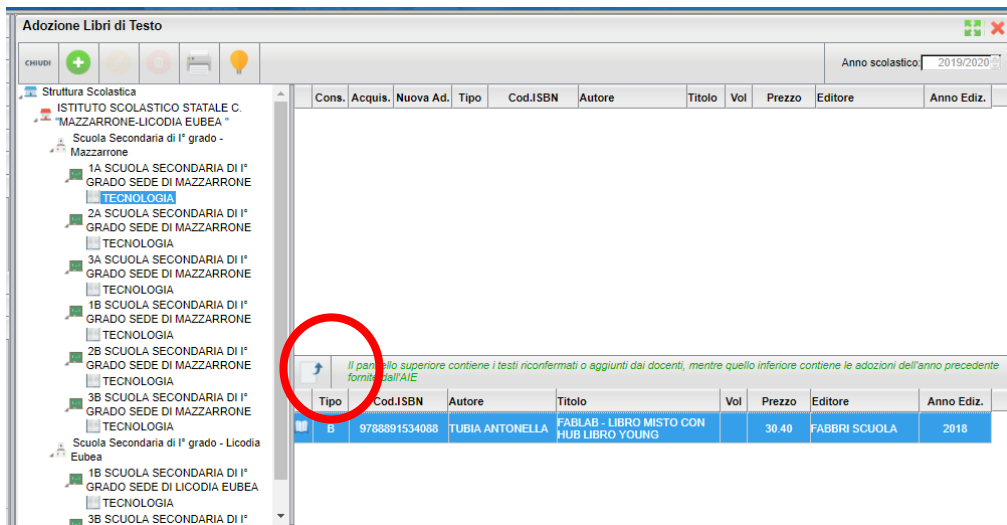 Adozione Libri di Testo
CHIUDI
Anno scolastico: 2019/2020
Struttura Scolastica
ISTITUTO SCOLASTICO STATALE C.
"MAZZARRONE-LICODIA EUBEA "
Scuola Secondaria di I° grado -
Mazzarrone
1A SCUOLA SECONDARIA DI I°
GRADO SEDE DI MAZZARRONE
TECNOLOGIA
2A SCUOLA SECONDARIA DI I°
GRADO SEDE DI MAZZARRONE
TECNOLOGIA
3A SCUOLA SECONDARIA DI I°
GRADO SEDE DI MAZZARRONE
TECNOLOGIA
1B SCUOLA SECONDARIA DI I°
GRADO SEDE DI MAZZARRONE
TECNOLOGIA
2B SCUOLA SECONDARIA DI I°
GRADO SEDE DI MAZZARRONE
TECNOLOGIA
3B SCUOLA SECONDARIA DI I°
GRADO SEDE DI MAZZARRONE
TECNOLOGIA
Scuola Secondaria di I° grado - Licodia
Eubea
1B SCUOLA SECONDARIA DI I°
GRADO SEDE DI LICODIA EUBEA
TECNOLOGIA
3B SCUOLA SECONDARIA DI I°
Cons. Acquis. Nuova Ad. Tipo Cod.ISBN Autore Titolo Vol Prezzo Editore Anno Ediz.
Il pannello superiore contiene i testi riconfermati o aggiunti dai docenti, mentre quello inferiore contiene le adozioni dell'anno precedente
fornite dall'AIE
Tipo Cod.ISBN Autore Titolo Vol Prezzo Editore Anno Ediz.
B 9788891534088 TUBIA ANTONELLA FABLAB - LIBRO MISTO CON HUB LIBRO YOUNG 30.40 FABBRI SCUOLA 2018